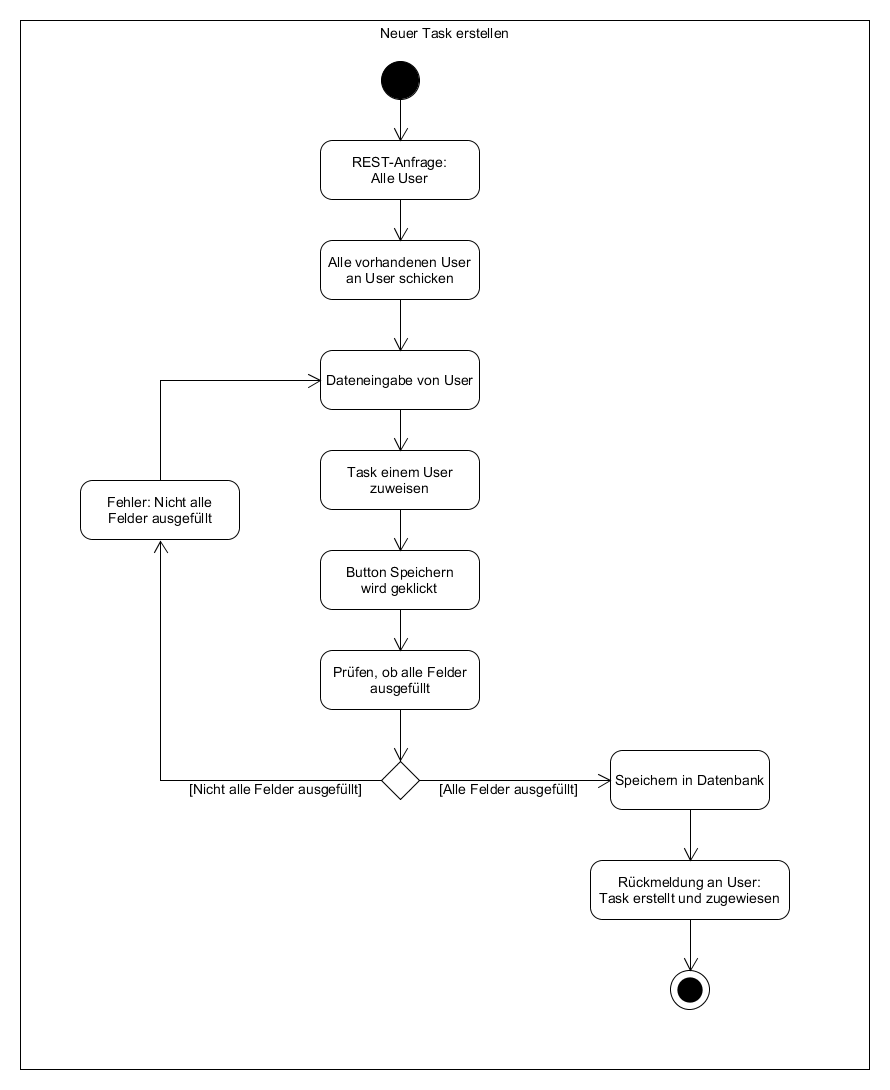 Neuer Task erstellen
REST-Anfrage:
Alle User
Alle vorhandenen User
an User schicken
Dateneingabe von User
Task einem User
zuweisen
Fehler: Nicht alle
Felder ausgefüllt
Button Speichern
wird geklickt
Prüfen, ob alle Felder
ausgefüllt
[Nicht alle Felder ausgefüllt]
[Alle Felder ausgefüllt]
Speichern in Datenbank
Rückmeldung an User:
Task erstellt und zugewiesen